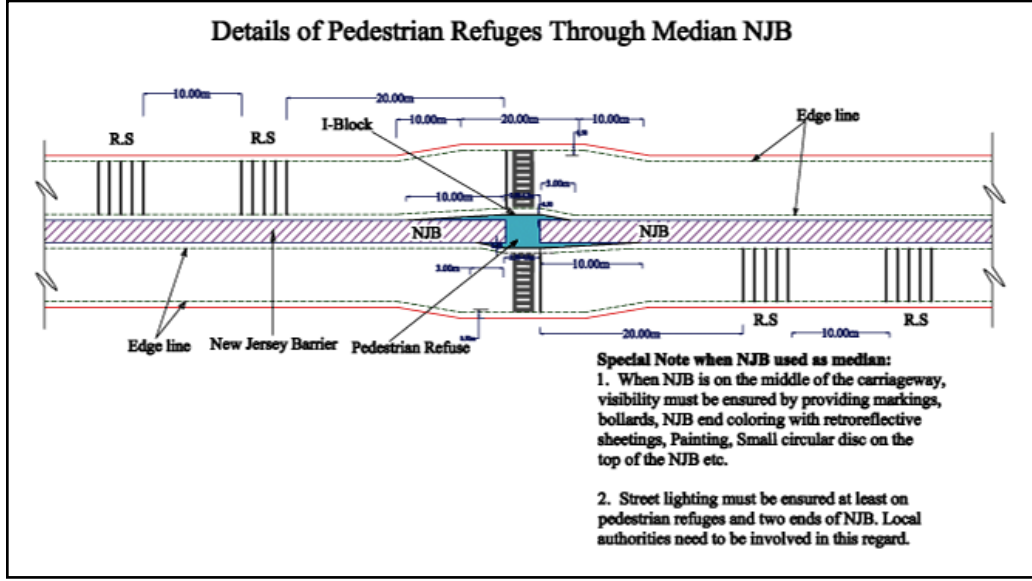 Details of Pedestrian Refuges Through Median NJB
10.00m
20.00m
I-Block
10.00m
20.00m
10.00m
Edge line
R.S
R.S
10.00m
3.00m
NJB
NJB
3.00m
10.00m
Edge line
New Jersey Barrier
Pedestrian Refuse
20.00m
R.S
10.00m
R.S
Special Note when NJB used as median:
1. When NJB is on the middle of the carriageway,
visibility must be ensured by providing markings,
bollards, NJB end coloring with retroreflective
sheetings, Painting, Small circular disc on the
top of the NJB etc.
2. Street lighting must be ensured at least on
pedestrian refuges and two ends of NJB. Local
authorities need to be involved in this regard.